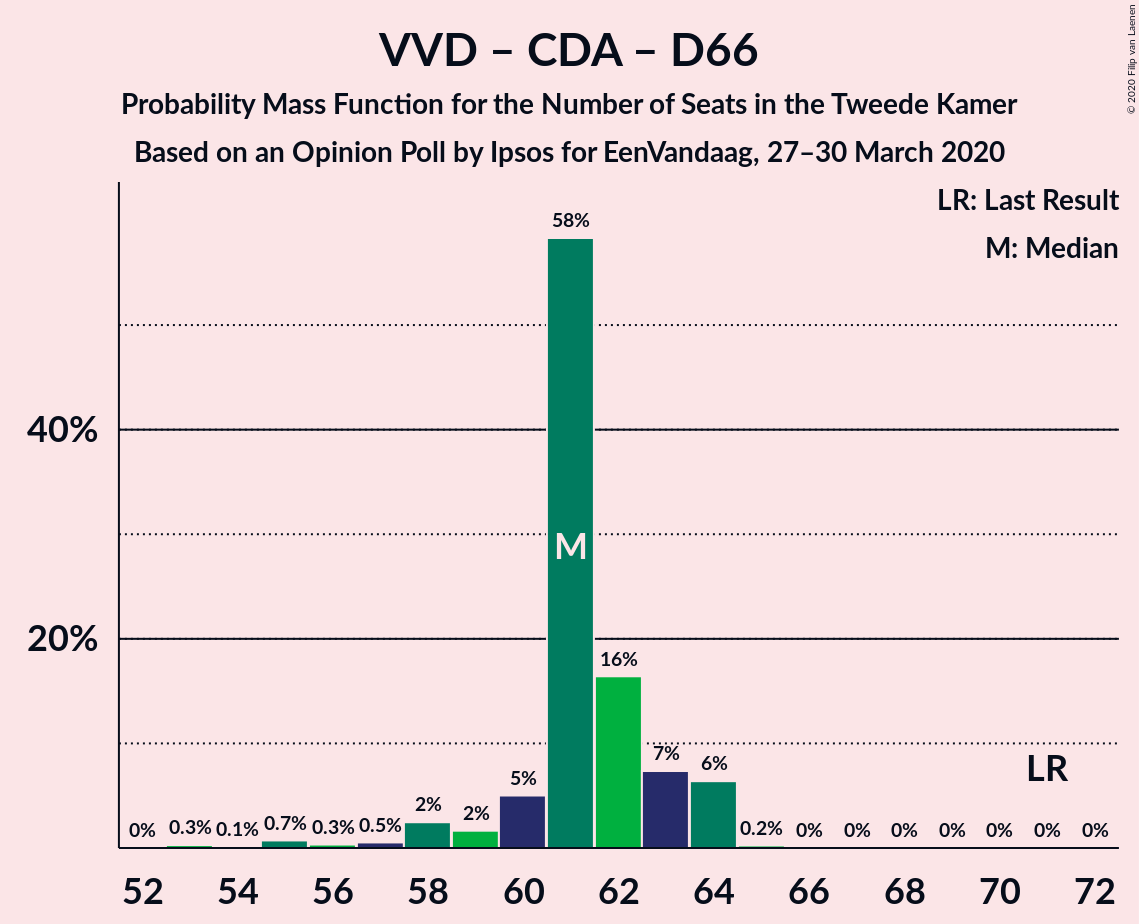 VVD – CDA – D66
Probability Mass Function for the Number of Seats in the Tweede Kamer
Based on an Opinion Poll by Ipsos for EenVandaag, 27–30 March 2020
© 2020 Filip van Laenen
LR: Last Result
M: Median
58%
40%
M
20%
16%
7%
6%
LR
5%
2%
2%
0%
0.3%
0.1%
0.7%
0.3%
0.5%
0.2%
0%
0%
0%
0%
0%
0%
0%
52 54 56 58 60 62 64 66 68 70 72